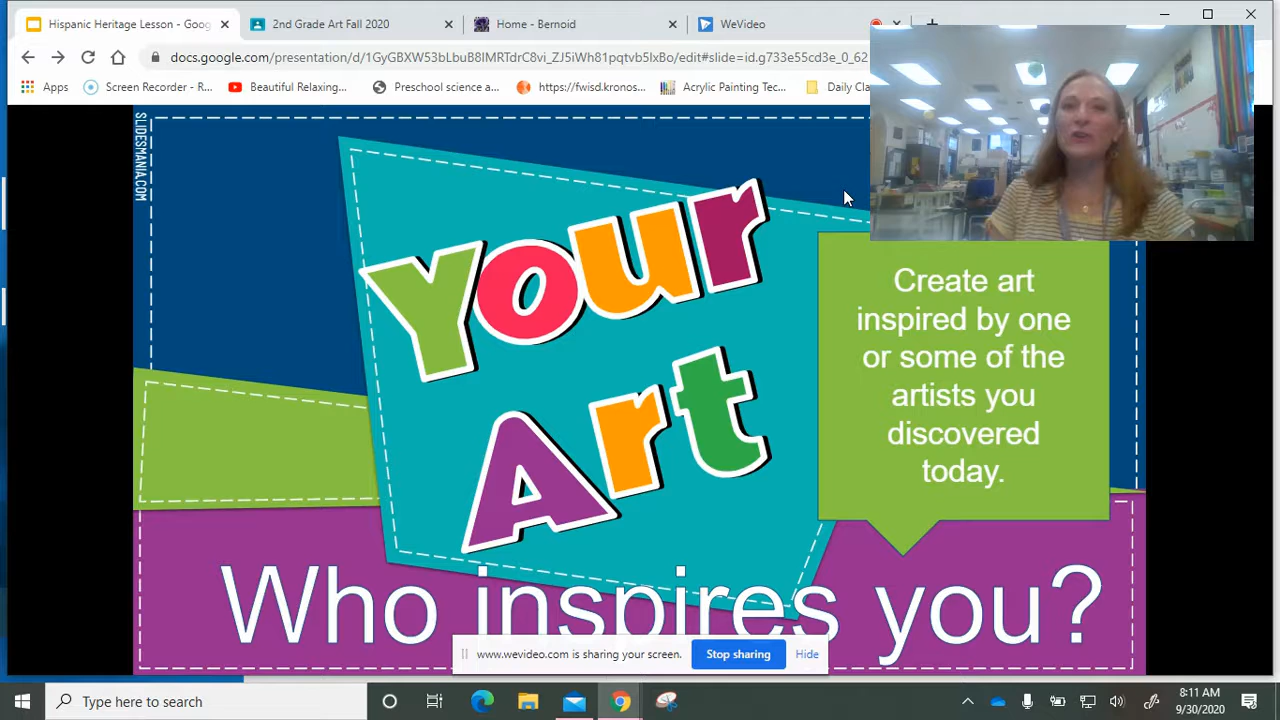 Hispanic Heritage Lesson - Goog
2nd Grade Art Fall 2020
Home - Bernoid
WeVideo
docs.google.com/presentation/d/1GyGBXW53bLbuB8IMRTdrC8vi_ZJ5iWh81pqtvb5lxBo/edit#slide=id.g733e55cd3e_0_62
Apps
Screen Recorder - R...
Beautiful Relaxing...
Preschool science a...
https://fwisd.kronos...
Acrylic Painting Tec...
Daily Cla
SLIDESMANIA.COM
Your
Art
Create art
inspired by one
or some of the
artists you
discovered
today.
Who inspires you?
www.wevideo.com is sharing your screen.
Stop sharing
Hide
Type here to search
8:11 AM
9/30/2020